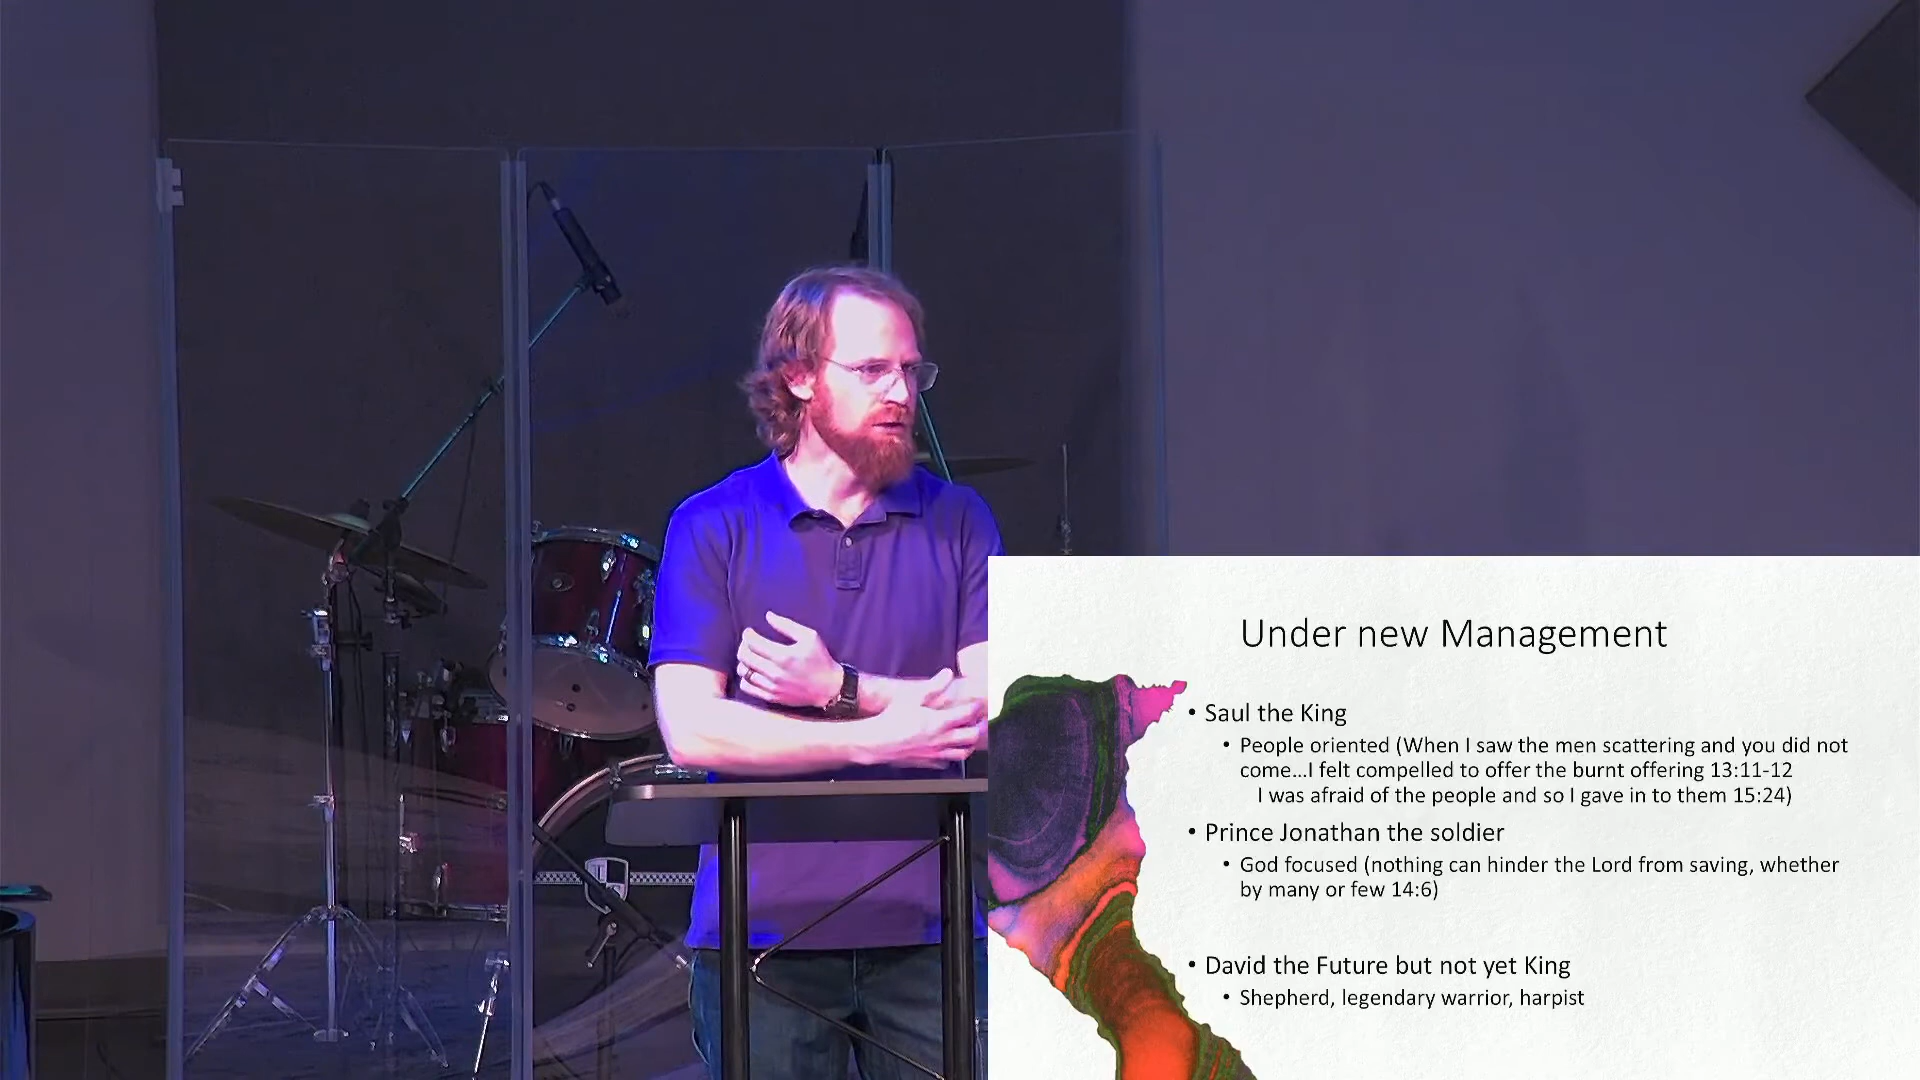 Under new Management
• Saul the King
• People oriented (When I saw the men scattering and you did not
come...I felt compelled to offer the burnt offering 13:11-12
I was afraid of the people and so I gave in to them 15:24)
• Prince Jonathan the soldier
• God focused (nothing can hinder the Lord from saving, whether
by many or few 14:6)
• David the Future but not yet King
• Shepherd, legendary warrior, harpist